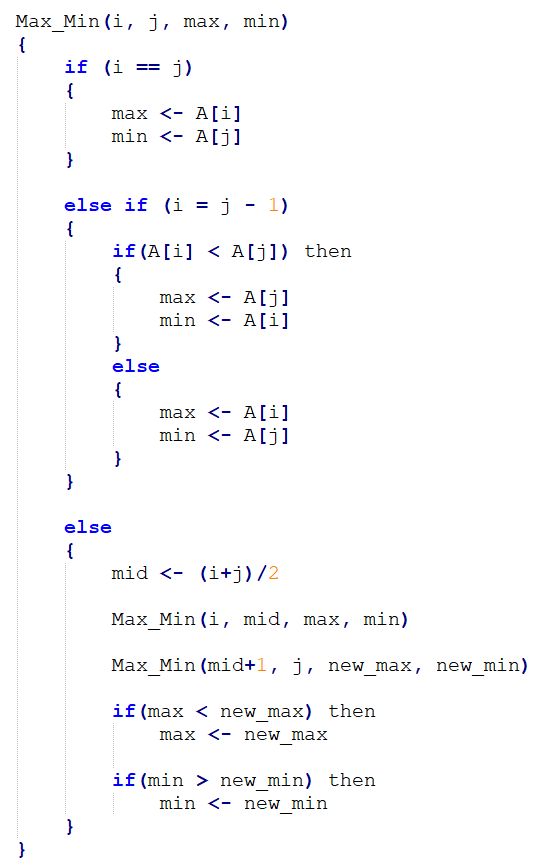 Max_Min(i, j, max, min)
{
    if (i == j)
    {
        max <- A[i]
        min <- A[j]
    }

    else if (i = j - 1)
    {
        if(A[i] < A[j]) then
        {
            max <- A[j]
            min <- A[i]
        }
        else
        {
            max <- A[i]
            min <- A[j]
        }
    }

    else
    {
        mid <- (i+j)/2

        Max_Min(i, mid, max, min)

        Max_Min(mid+1, j, new_max, new_min)

        if(max < new_max) then
            max <- new_max

        if(min > new_min) then
            min <- new_min
    }
}